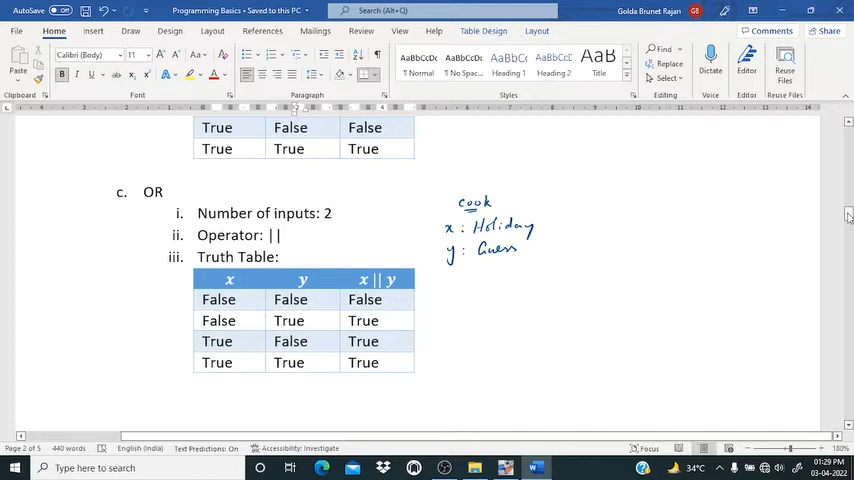 AutoSave Off Programming Basics - Saved to this PC Search (Alt+Q) Golda Brunet Rajan GB
File Home Insert Draw Design Layout References Mailings Review View Help Table Design Layout Comments Share
Paste Calibri (Body) 11 Find Replace Select Dictate Editor Reuse Files
AaBbCcDc Normal AaBbCcDc No Spac... AaBbCc Heading 1 AaBbCcC Heading 2 AaB Title
Clipboard Font Paragraph Styles Editing Voice Editor Reuse Files
True False False
True True True
c. OR
i. Number of inputs: 2
ii. Operator: ||
iii. Truth Table:
x y x || y
False False False
False True True
True False True
True True True
cook
x : Holiday
y : Guess
Page 2 of 5 440 words English (India) Text Predictions: On Accessibility: Investigate Focus 180%
Type here to search 34°C ENG 01:29 PM
03-04-2022